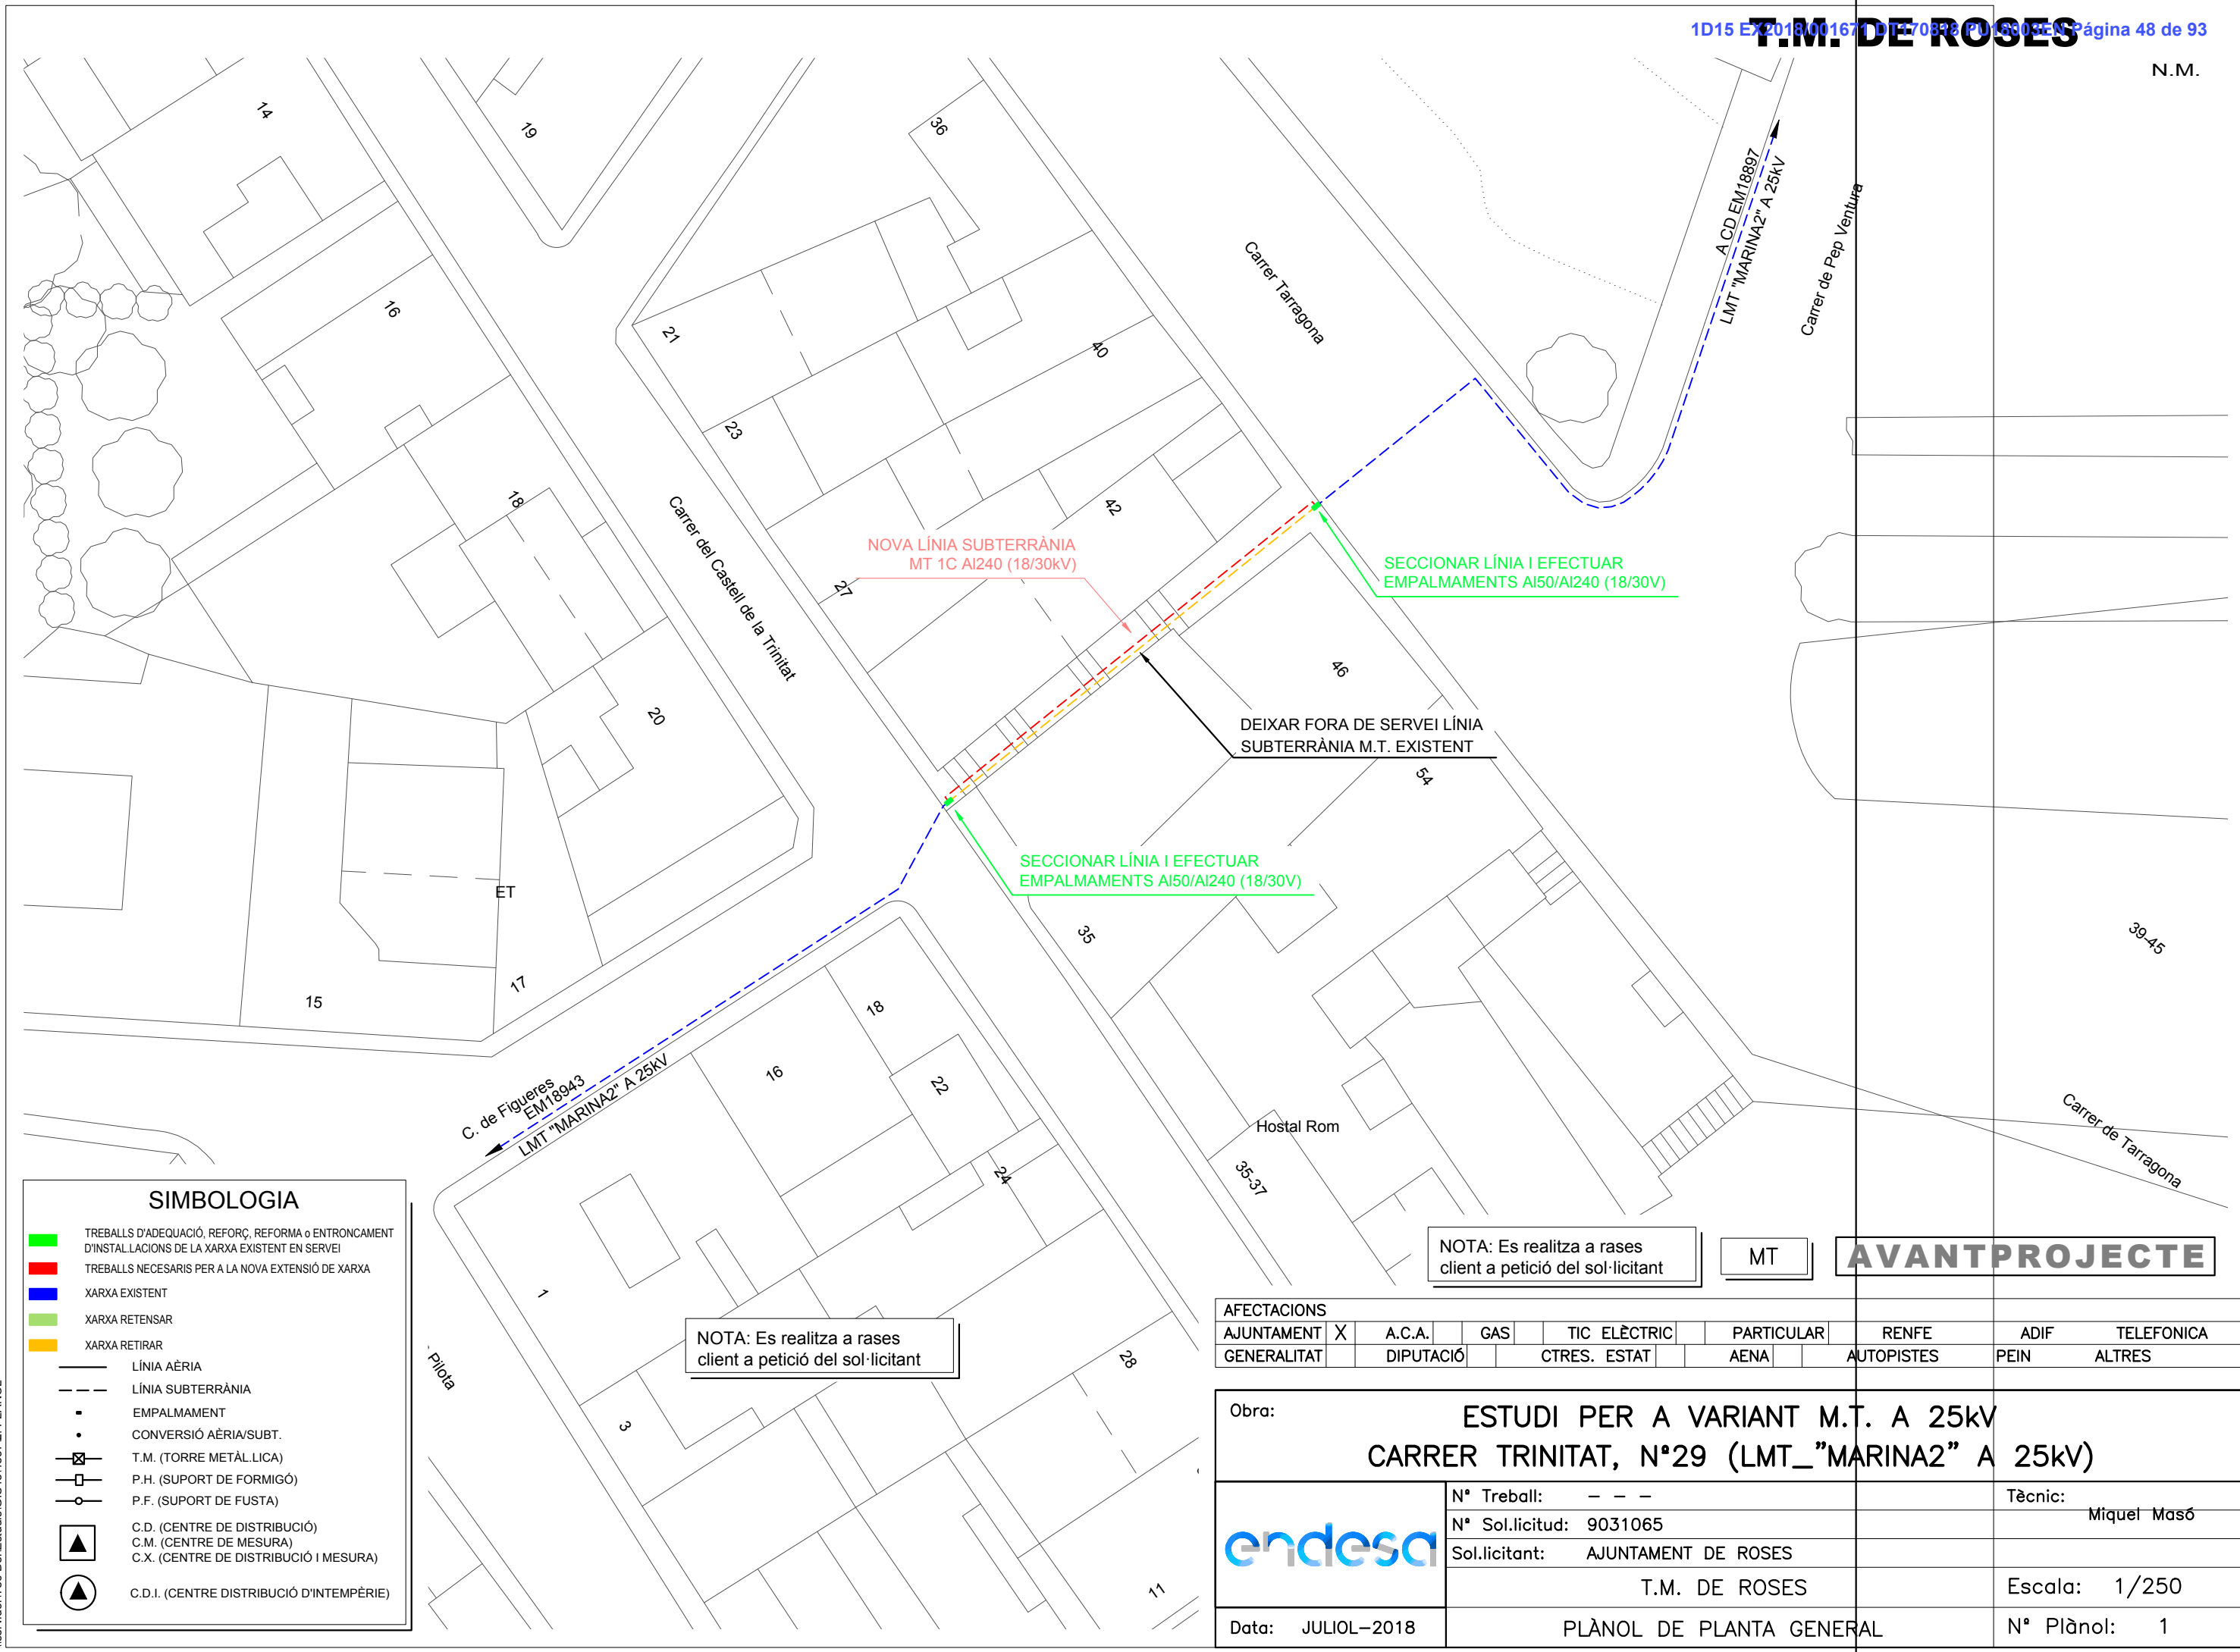 T.M. DE ROSES
1D15 EX2018/001671 DT170818 PU18003EN Página 48 de 93
N.M.
14
19
36
16
21
40
23
18
42
27
20
46
54
35
ET
15
17
18
16
22
24
1
3
28
11
35-37
39-45
Hostal Rom
Carrer Tarragona
A CD EM18897
LMT "MARINA2" A 25kV
Carrer de Pep Ventura
Carrer del Castell de la Trinitat
NOVA LÍNIA SUBTERRÀNIA
MT 1C Al240 (18/30kV)
SECCIONAR LÍNIA I EFECTUAR
EMPALMAMENTS Al50/Al240 (18/30V)
DEIXAR FORA DE SERVEI LÍNIA
SUBTERRÀNIA M.T. EXISTENT
SECCIONAR LÍNIA I EFECTUAR
EMPALMAMENTS Al50/Al240 (18/30V)
C. de Figueres
EM18943
LMT "MARINA2" A 25kV
Carrer de Tarragona
Pilota
SIMBOLOGIA
TREBALLS D'ADEQUACIÓ, REFORÇ, REFORMA o ENTRONCAMENT
D'INSTAL.LACIONS DE LA XARXA EXISTENT EN SERVEI
TREBALLS NECESARIS PER A LA NOVA EXTENSIÓ DE XARXA
XARXA EXISTENT
XARXA RETENSAR
XARXA RETIRAR
LÍNIA AÈRIA
LÍNIA SUBTERRÀNIA
EMPALMAMENT
CONVERSIÓ AÈRIA/SUBT.
T.M. (TORRE METÀL.LICA)
P.H. (SUPORT DE FORMIGÓ)
P.F. (SUPORT DE FUSTA)
C.D. (CENTRE DE DISTRIBUCIÓ)
C.M. (CENTRE DE MESURA)
C.X. (CENTRE DE DISTRIBUCIÓ I MESURA)
C.D.I. (CENTRE DISTRIBUCIÓ D'INTEMPÈRIE)
NOTA: Es realitza a rases
client a petició del sol·licitant
NOTA: Es realitza a rases
client a petició del sol·licitant
MT
AVANTPROJECTE
AFECTACIONS
AJUNTAMENT X A.C.A. GAS TIC ELÈCTRIC PARTICULAR RENFE ADIF TELEFONICA
GENERALITAT DIPUTACIÓ CTRES. ESTAT AENA AUTOPISTES PEIN ALTRES
Obra:
ESTUDI PER A VARIANT M.T. A 25kV
CARRER TRINITAT, Nº29 (LMT_"MARINA2" A 25kV)
endesa
Nº Treball: - - -
Tècnic:
Miquel Masó
Nº Sol.licitud: 9031065
Sol.licitant: AJUNTAMENT DE ROSES
T.M. DE ROSES
Escala: 1/250
Data: JULIOL-2018
PLÀNOL DE PLANTA GENERAL
Nº Plànol: 1